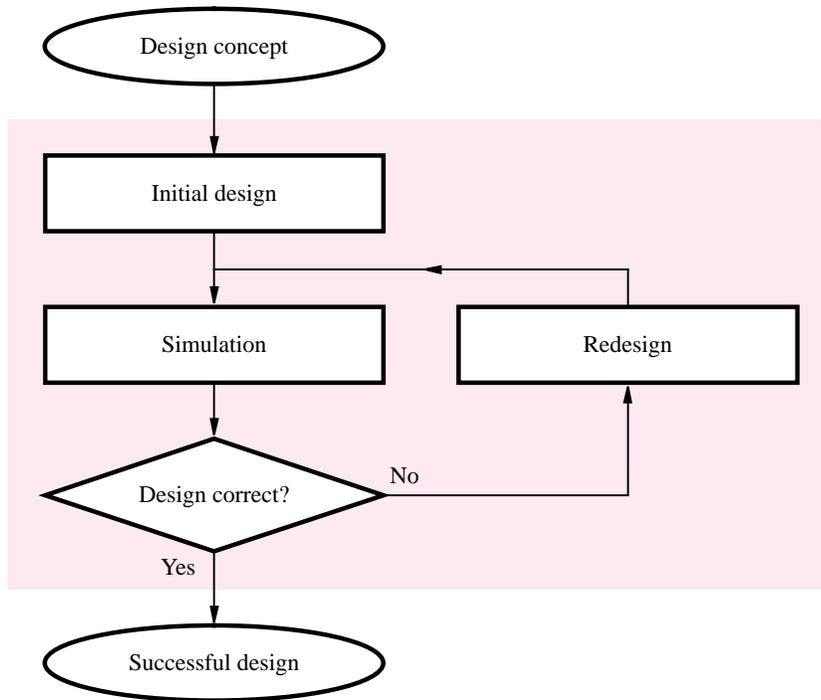 Design concept
Initial design
Simulation
Redesign
Design correct?
No
Yes
Successful design